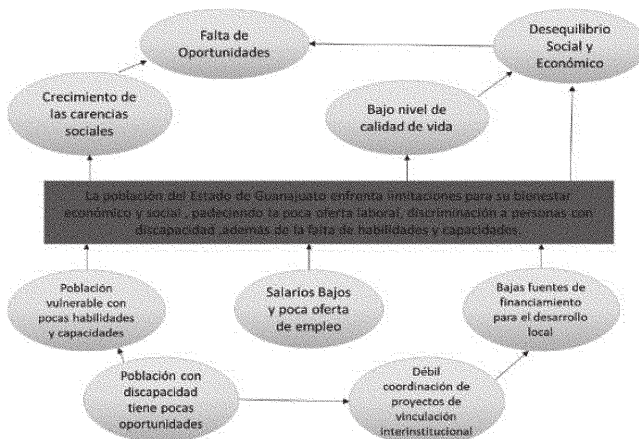 Falta de
Oportunidades
Desequilibrio
Social y
Económico
Crecimiento de
las carencias
sociales
Bajo nivel de
calidad de vida
La población del Estado de Guanajuato enfrenta limitaciones para su bienestar
económico y social , padeciendo la poca oferta laboral, discriminación a personas con
discapacidad ,además de la falta de habilidades y capacidades.
Población
vulnerable con
pocas habilidades
y capacidades
Salarios Bajos
y poca oferta
de empleo
Bajas fuentes de
financiamiento
para el desarrollo
local
Población con
discapacidad
tiene pocas
oportunidades
Débil
coordinación de
proyectos de
vinculación
interinstitucional